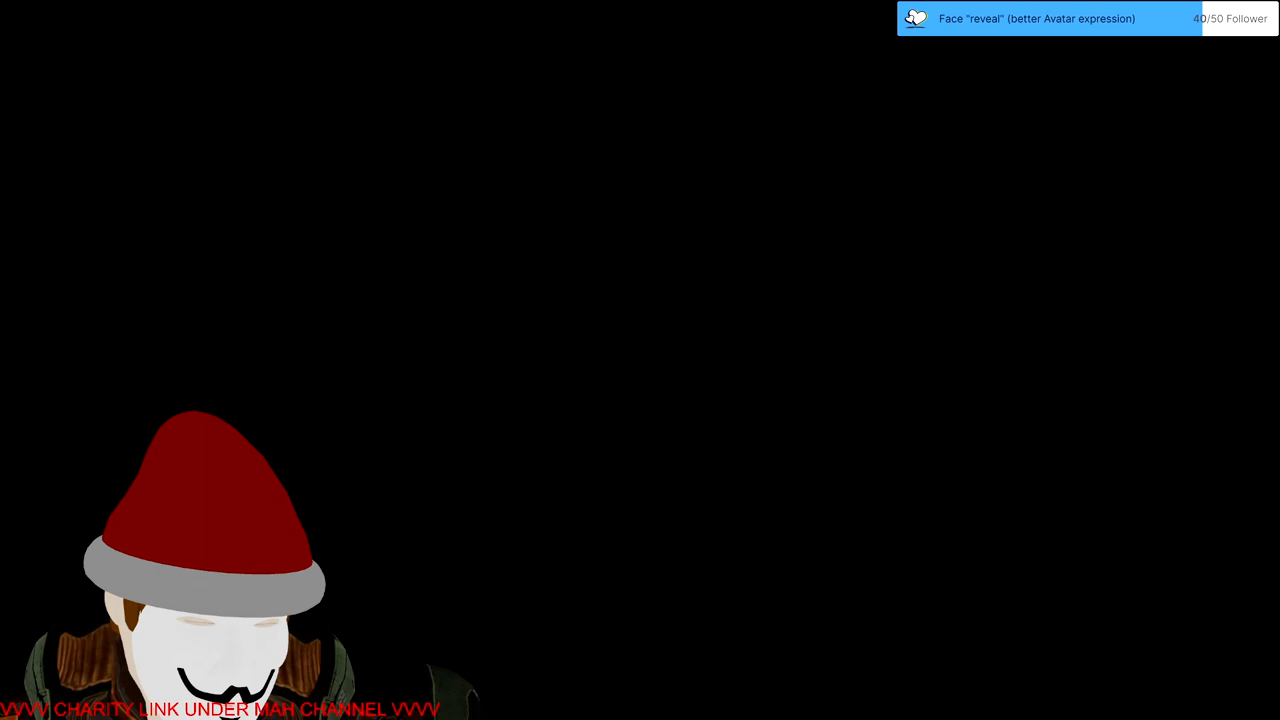 Face "reveal" (better Avatar expression) 40/50 Follower
VVVV CHARITY LINK UNDER MAH CHANNEL VVVV